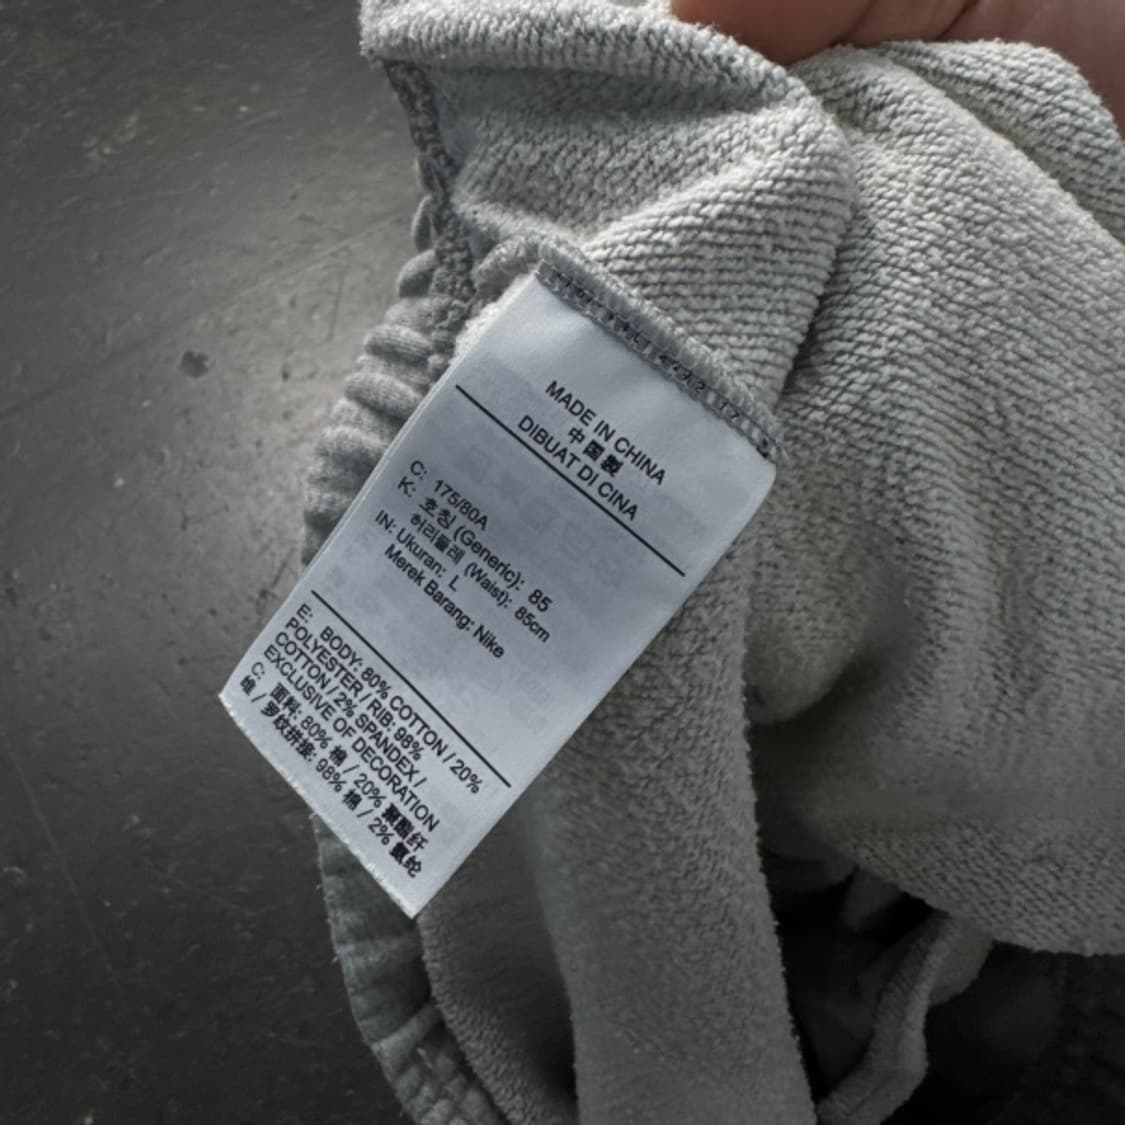 MADE IN CHINA
中国製
DIBUAT DI CINA
C: 175/80A
K: 호칭 (Generic): 85
허리둘레 (Waist): 85cm
IN: Ukuran: L
Merek Barang: Nike
E: BODY: 80% COTTON / 20%
POLYESTER / RIB: 98%
COTTON / 2% SPANDEX /
EXCLUSIVE OF DECORATION
C: 面料: 80% 棉 / 20% 聚酯纤
维 / 罗纹拼接: 98% 棉 / 2% 氨纶